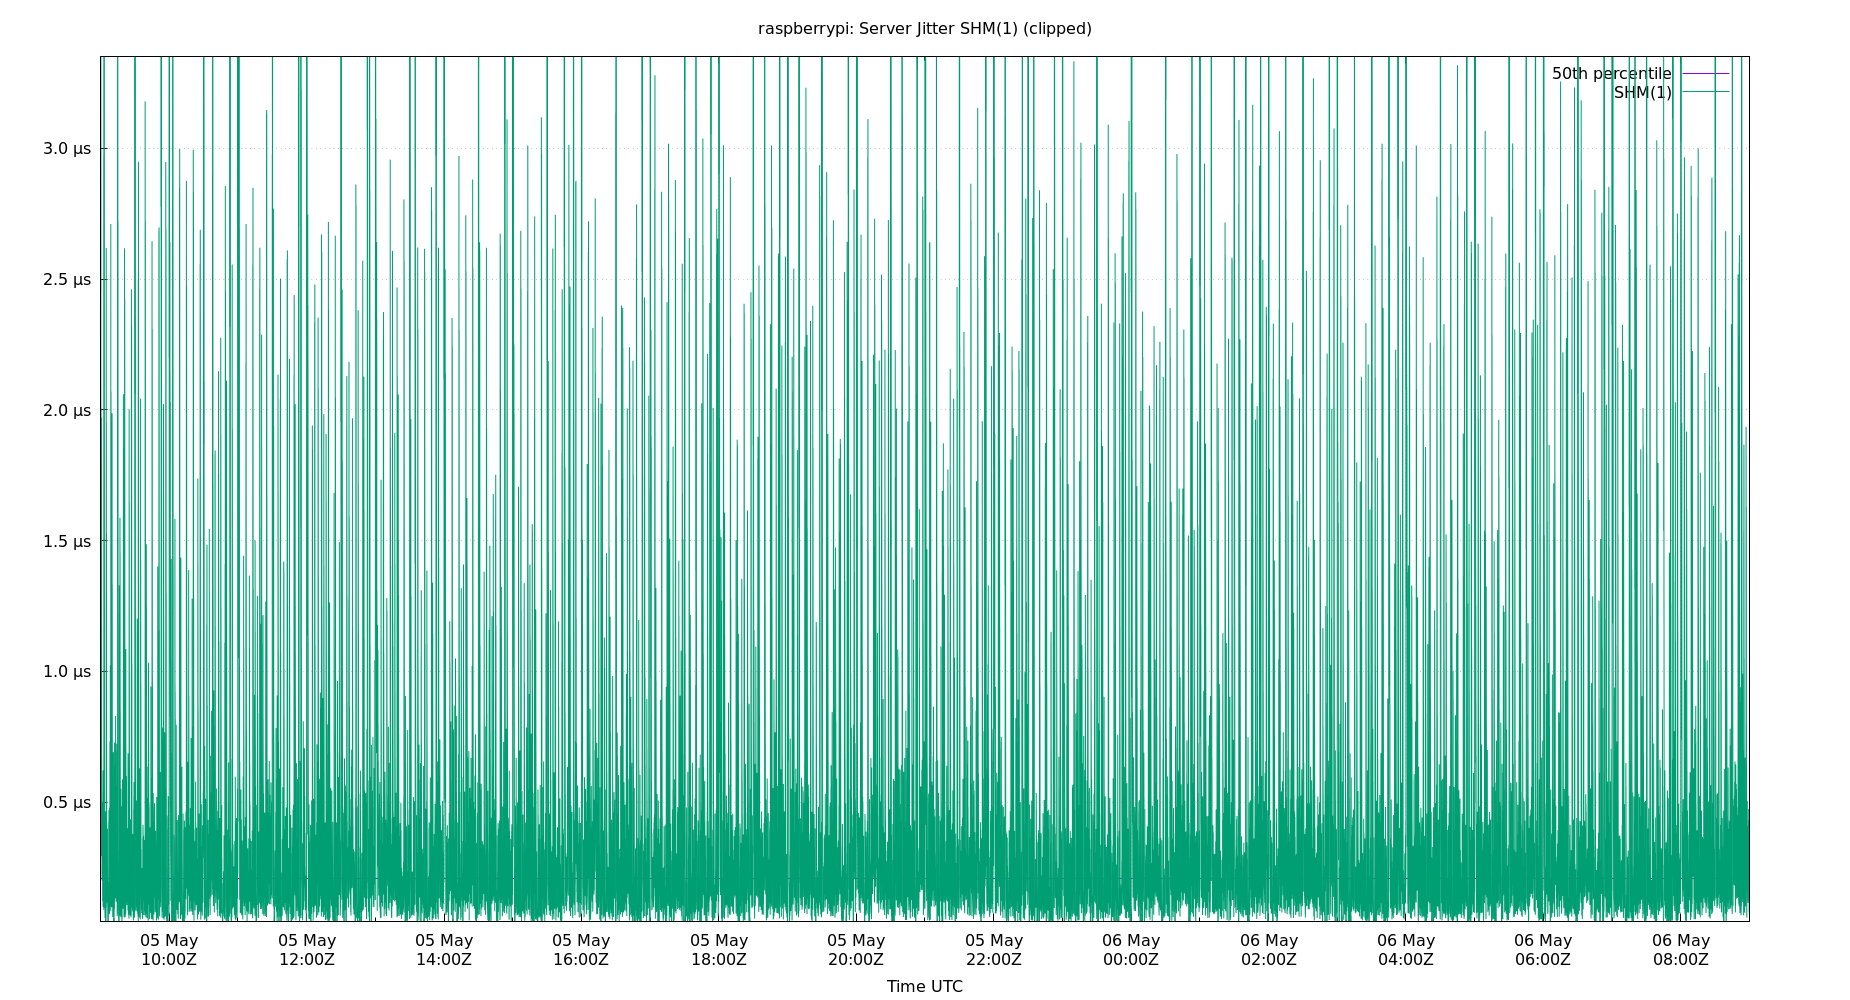 raspberrypi: Server Jitter SHM(1) (clipped)
50th percentile
SHM(1)
3.0 μs
2.5 μs
2.0 μs
1.5 μs
1.0 μs
0.5 μs
05 May 05 May 05 May 05 May 05 May 05 May 05 May 06 May 06 May 06 May 06 May 06 May
10:00Z 12:00Z 14:00Z 16:00Z 18:00Z 20:00Z 22:00Z 00:00Z 02:00Z 04:00Z 06:00Z 08:00Z
Time UTC